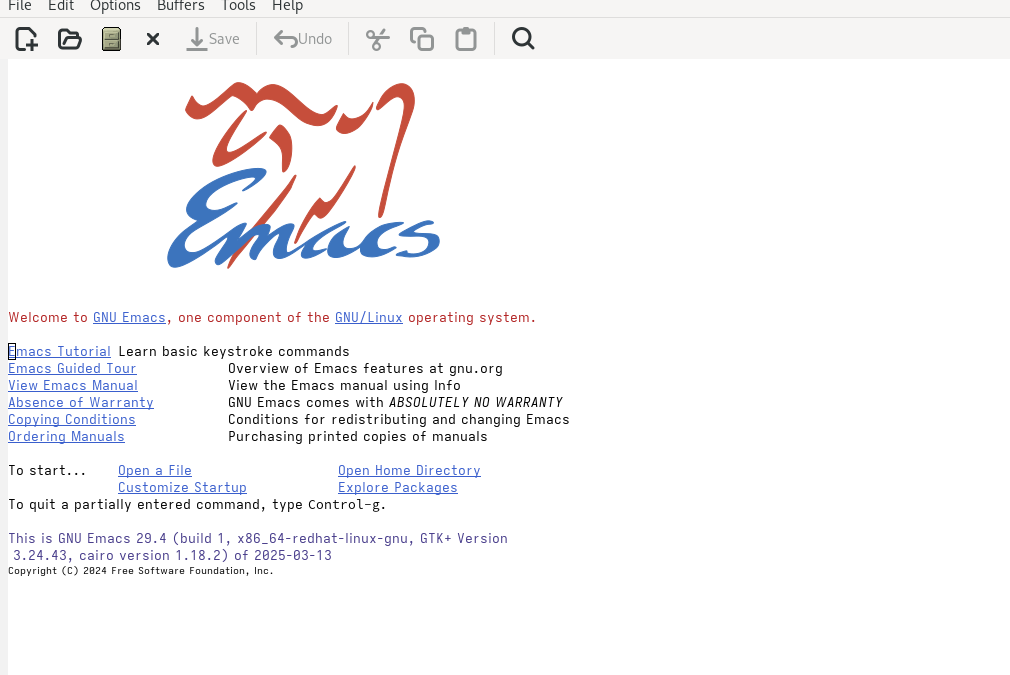 File Edit Options Buffers Tools Help
Save Undo
Emacs
Welcome to GNU Emacs, one component of the GNU/Linux operating system.
Emacs Tutorial Learn basic keystroke commands
Emacs Guided Tour Overview of Emacs features at gnu.org
View Emacs Manual View the Emacs manual using Info
Absence of Warranty GNU Emacs comes with ABSOLUTELY NO WARRANTY
Copying Conditions Conditions for redistributing and changing Emacs
Ordering Manuals Purchasing printed copies of manuals
To start... Open a File Open Home Directory
Customize Startup Explore Packages
To quit a partially entered command, type Control-g.
This is GNU Emacs 29.4 (build 1, x86_64-redhat-linux-gnu, GTK+ Version
3.24.43, cairo version 1.18.2) of 2025-03-13
Copyright (C) 2024 Free Software Foundation, Inc.